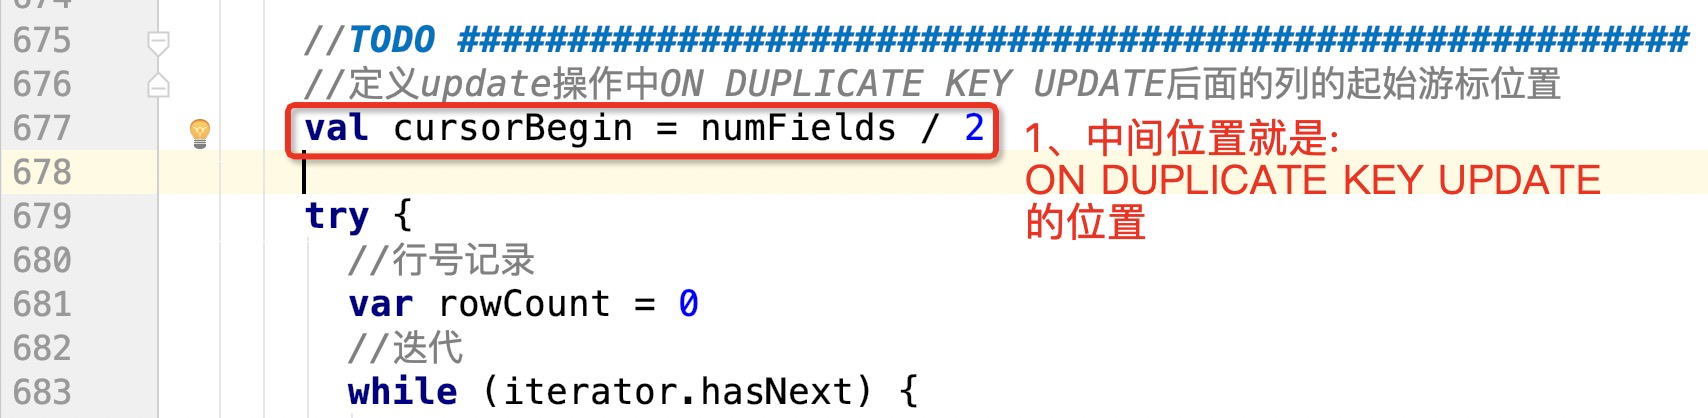 675 //TODO ########################################################
676 //定义update操作中ON DUPLICATE KEY UPDATE后面的列的起始游标位置
677 val cursorBegin = numFields / 2
1、中间位置就是:
678
ON DUPLICATE KEY UPDATE
的位置
679 try {
680 //行号记录
681 var rowCount = 0
682 //迭代
683 while (iterator.hasNext) {